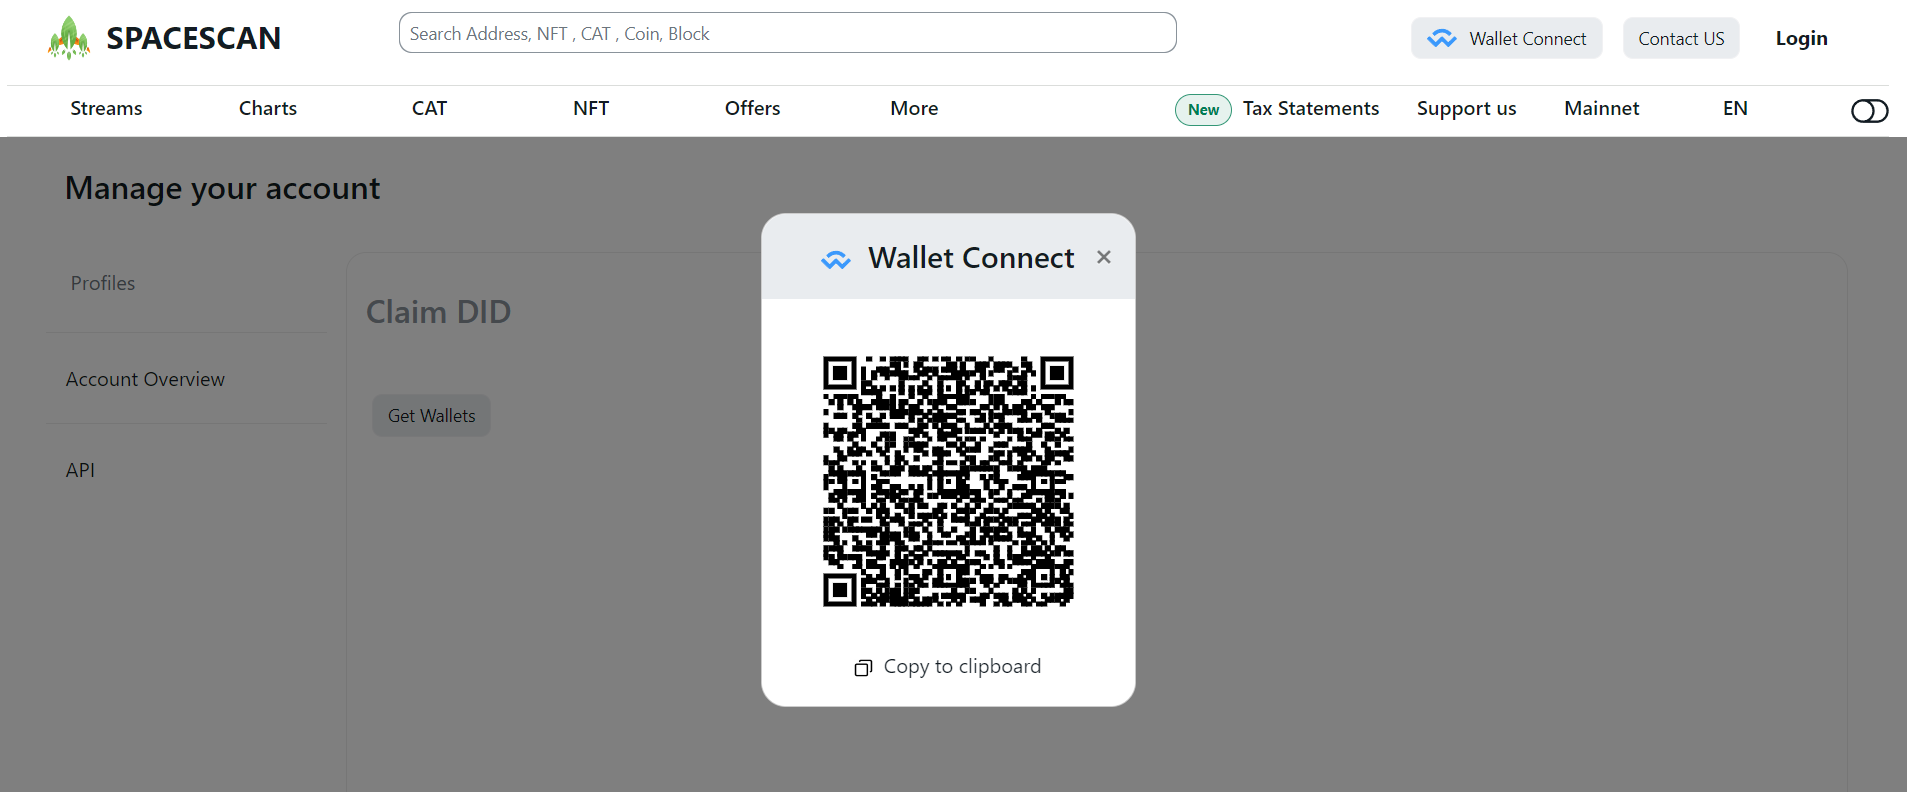 SPACESCAN
Search Address, NFT , CAT , Coin, Block
Wallet Connect
Contact US
Login
Streams
Charts
CAT
NFT
Offers
More
New
Tax Statements
Support us
Mainnet
EN
Manage your account
Profiles
Account Overview
API
Claim DID
Get Wallets
Wallet Connect
×
Copy to clipboard